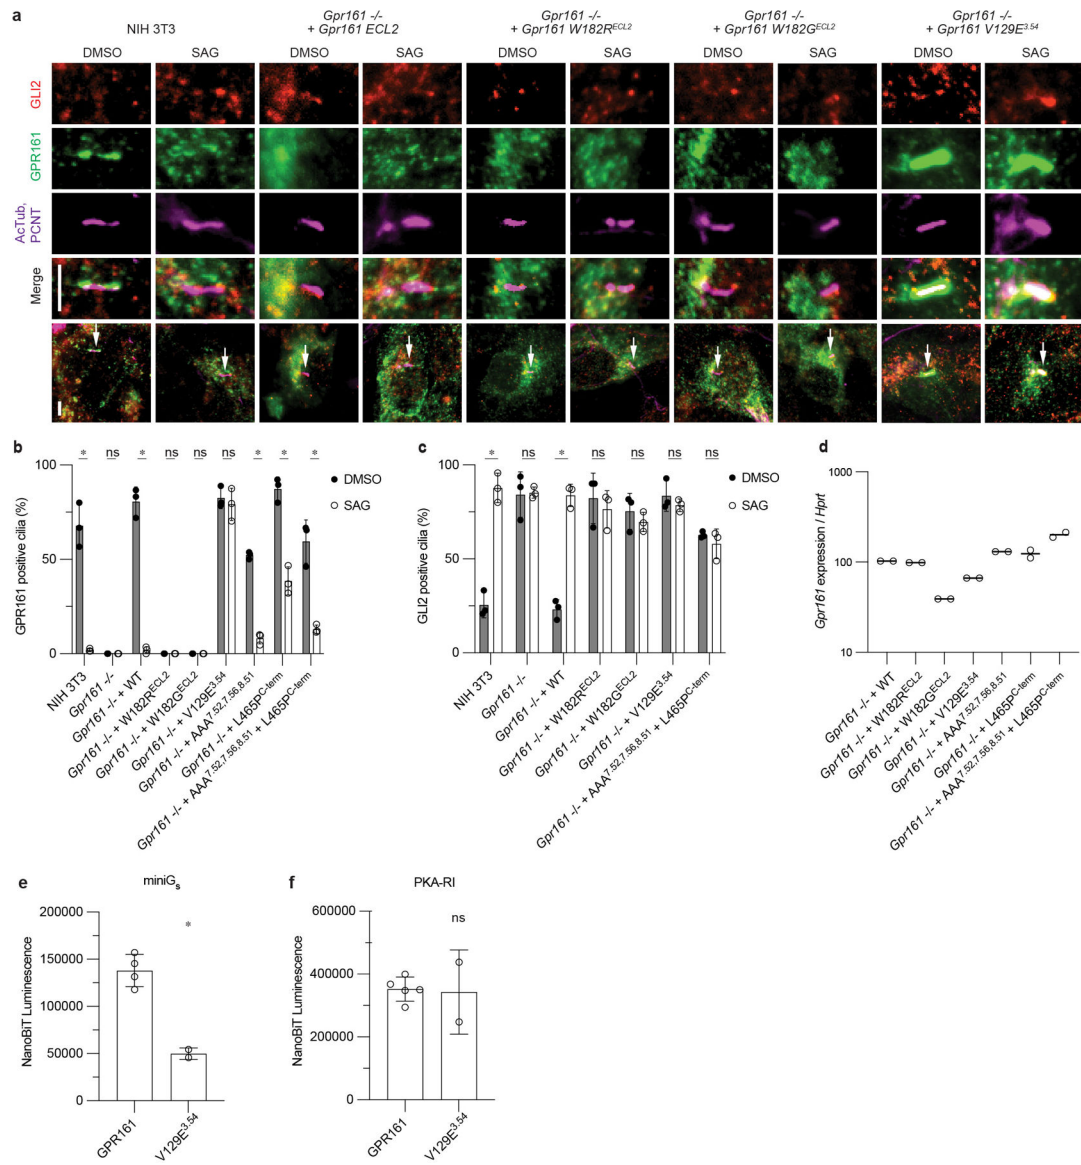 a
NIH 3T3
Gpr161 -/-
+ Gpr161 ECL2
Gpr161 -/-
+ Gpr161 W182R^ECL2
Gpr161 -/-
+ Gpr161 W182G^ECL2
Gpr161 -/-
+ Gpr161 V129E^3.54
DMSO SAG DMSO SAG DMSO SAG DMSO SAG DMSO SAG
GLI2
GPR161
AcTub,
PCNT
Merge
b
GPR161 positive cilia (%)
100
50
0
* ns * ns ns ns * * *
DMSO
SAG
NIH 3T3
Gpr161 -/-
Gpr161 -/- + WT
Gpr161 -/- + W182R^ECL2
Gpr161 -/- + W182G^ECL2
Gpr161 -/- + V129E^3.54
Gpr161 -/- + AAA^7.52,7.56,8.51
Gpr161 -/- + L465P^C-term
Gpr161 -/- + AAA^7.52,7.56,8.51 + L465P^C-term
c
GLI2 positive cilia (%)
100
50
0
* ns * ns ns ns ns
DMSO
SAG
NIH 3T3
Gpr161 -/-
Gpr161 -/- + WT
Gpr161 -/- + W182R^ECL2
Gpr161 -/- + W182G^ECL2
Gpr161 -/- + V129E^3.54
Gpr161 -/- + AAA^7.52,7.56,8.51 + L465P^C-term
d
Gpr161 expression / Hprt
1000
100
10
Gpr161 -/- + WT
Gpr161 -/- + W182R^ECL2
Gpr161 -/- + W182G^ECL2
Gpr161 -/- + V129E^3.54
Gpr161 -/- + AAA^7.52,7.56,8.51
Gpr161 -/- + L465P^C-term
Gpr161 -/- + AAA^7.52,7.56,8.51 + L465P^C-term
e
miniG_s
NanoBiT Luminescence
200000
150000
100000
50000
0
*
GPR161
V129E^3.54
f
PKA-RI
NanoBiT Luminescence
600000
400000
200000
0
ns
GPR161
V129E^3.54